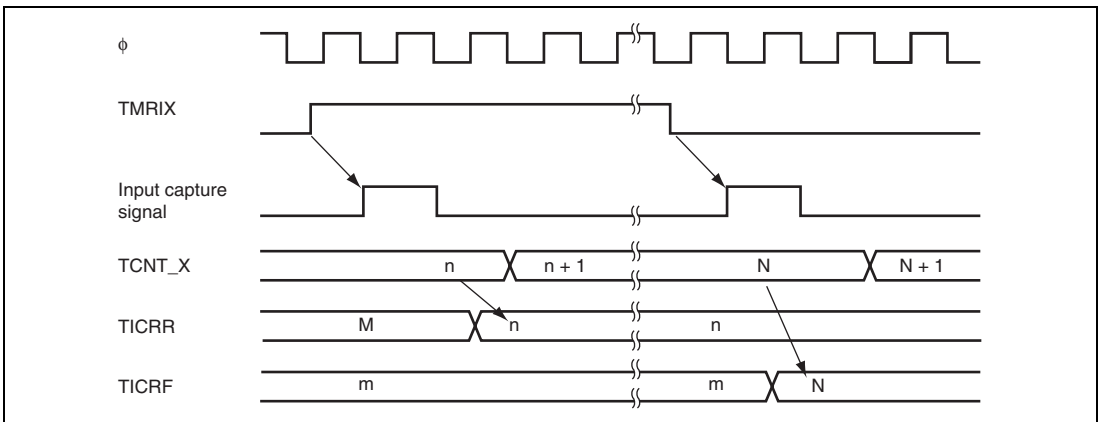 ϕ
TMRIX
Input capture
signal
TCNT_X n n + 1 N N + 1
TICRR M n n
TICRF m m N